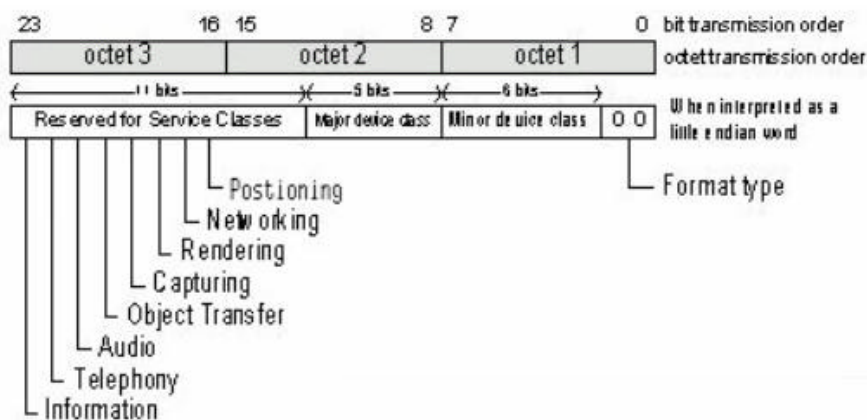 23 16 15 8 7 0 bit transmission order
octet 3 octet 2 octet 1 octet transmission order
11 bits 5 bits 6 bits
Reserved for Service Classes Major device class Minor device class 0 0 When interpreted as a
little endian word
Postioning Format type
Networking
Rendering
Capturing
Object Transfer
Audio
Telephony
Information